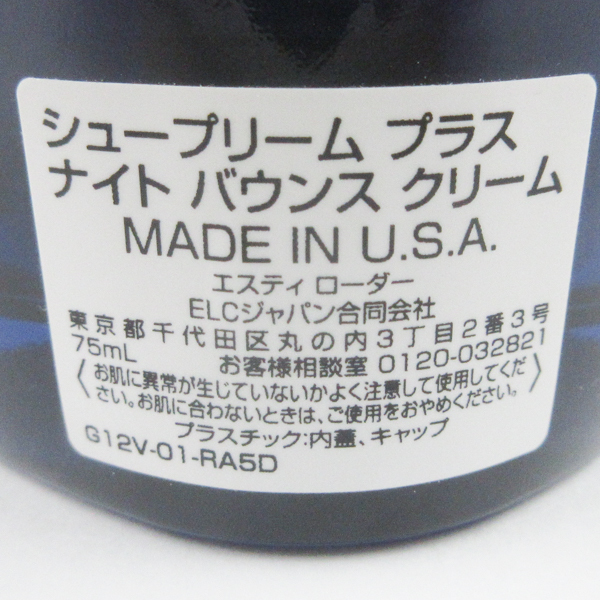 シュープリーム プラス
ナイト バウンス クリーム
MADE IN U.S.A.
エスティ ローダー
ELCジャパン合同会社
東京都千代田区丸の内3丁目2番3号
75mL お客様相談室 0120-032821
〈お肌に異常が生じていないかよく注意して使用してくだ
さい。お肌に合わないときは、ご使用をおやめください。〉
プラスチック:内蓋、キャップ
G12V-01-RA5D